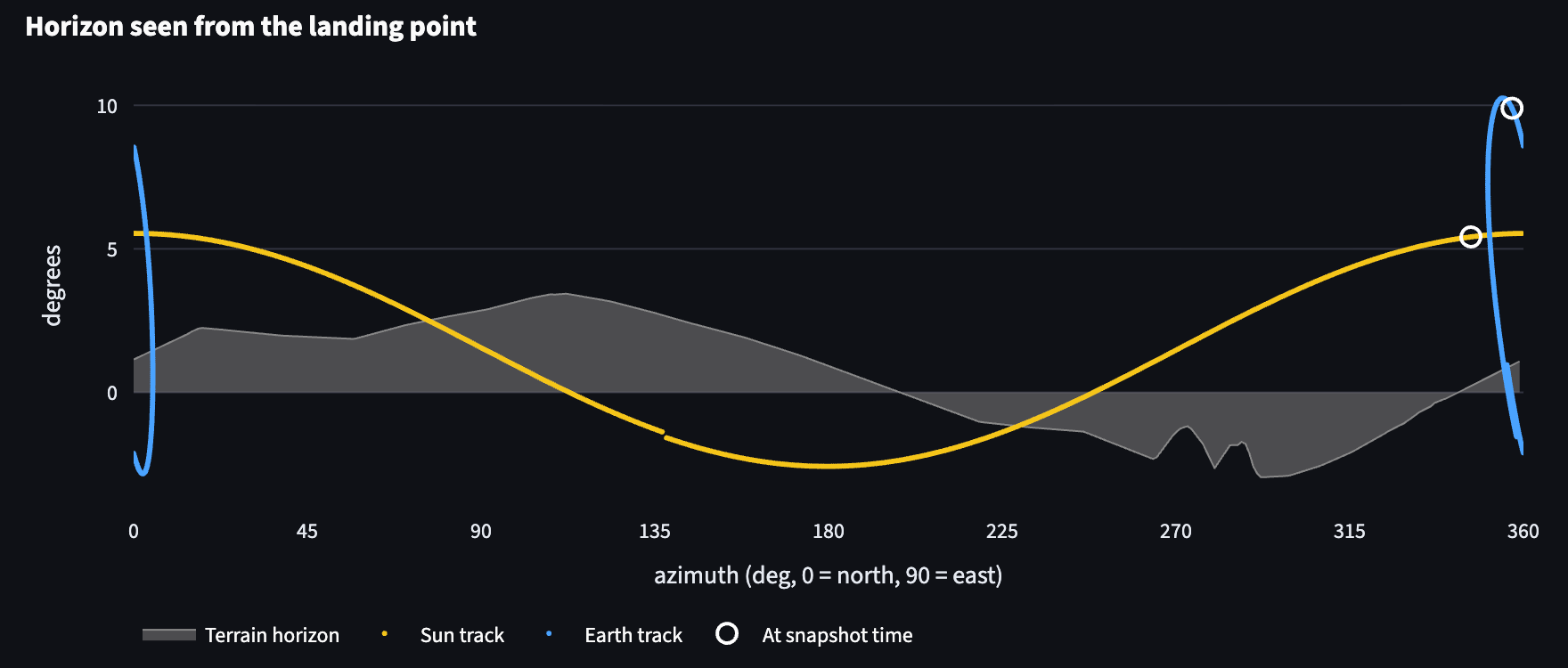 Horizon seen from the landing point
10
5
0
degrees
0 45 90 135 180 225 270 315 360
azimuth (deg, 0 = north, 90 = east)
Terrain horizon Sun track Earth track At snapshot time